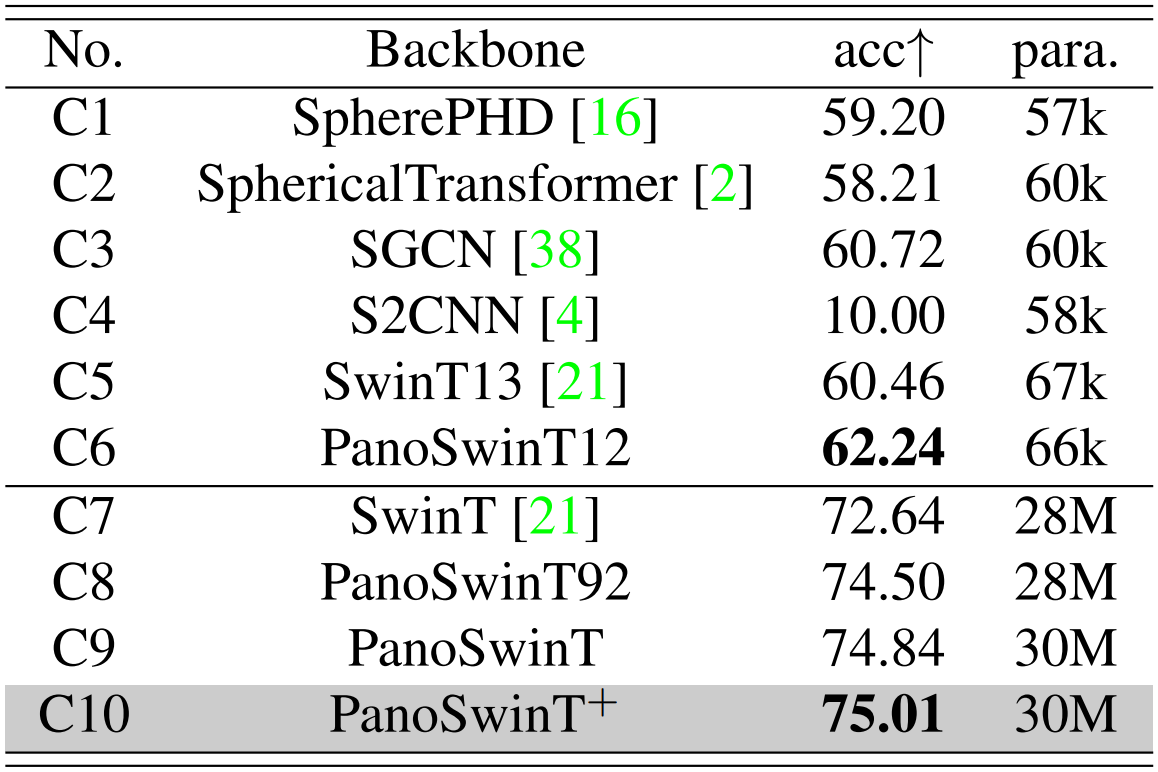 No. Backbone acc↑ para.
C1 SpherePHD [16] 59.20 57k
C2 SphericalTransformer [2] 58.21 60k
C3 SGCN [38] 60.72 60k
C4 S2CNN [4] 10.00 58k
C5 SwinT13 [21] 60.46 67k
C6 PanoSwinT12 62.24 66k
C7 SwinT [21] 72.64 28M
C8 PanoSwinT92 74.50 28M
C9 PanoSwinT 74.84 30M
C10 PanoSwinT⁺ 75.01 30M